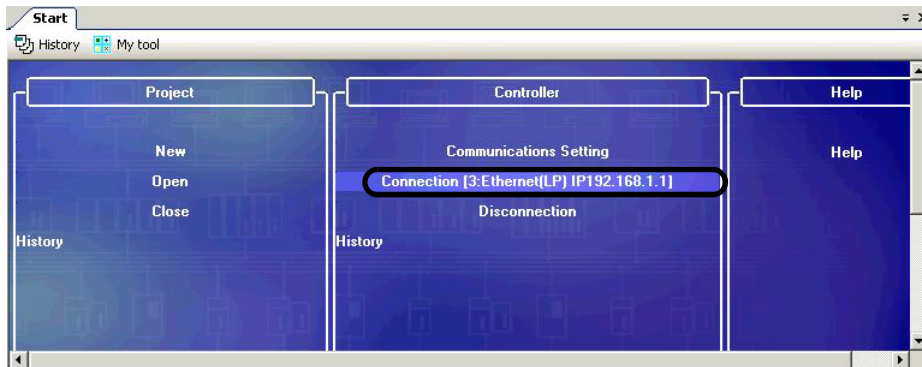 Start
History My tool
Project
New
Open
Close
History
Controller
Communications Setting
Connection [3:Ethernet(LP) IP192.168.1.1]
Disconnection
History
Help
Help